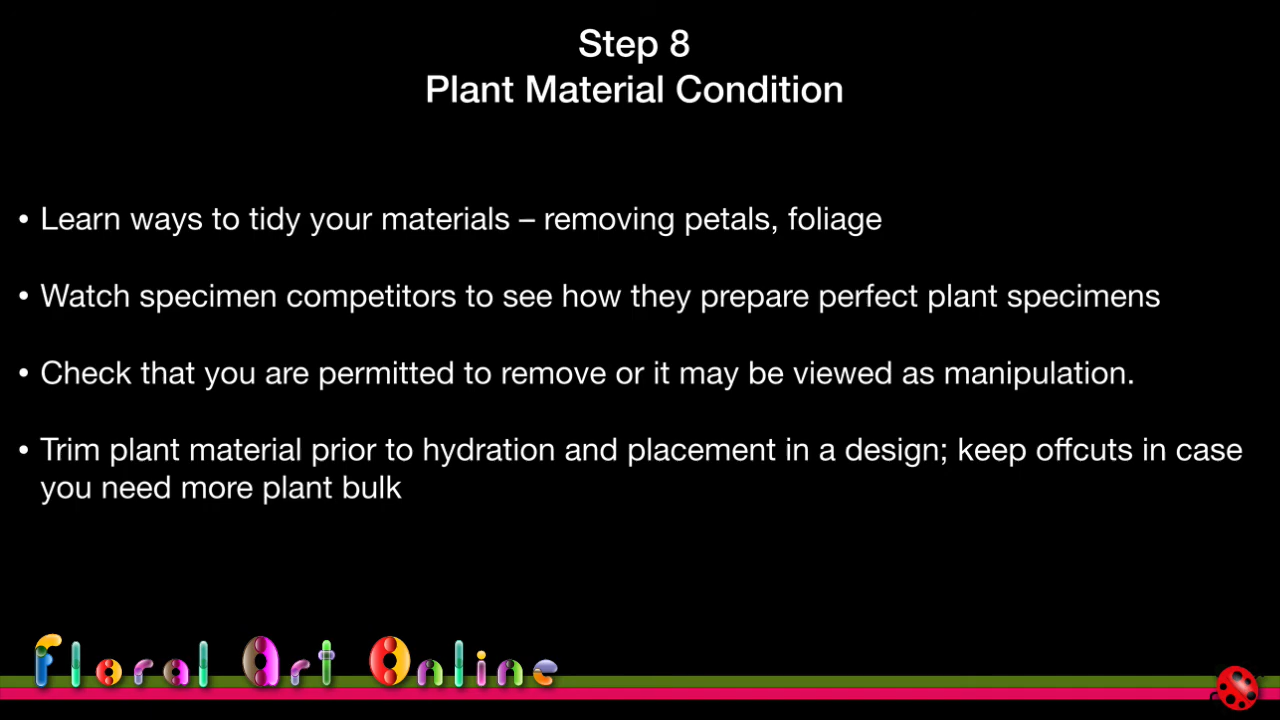 Step 8
Plant Material Condition
• Learn ways to tidy your materials – removing petals, foliage
• Watch specimen competitors to see how they prepare perfect plant specimens
• Check that you are permitted to remove or it may be viewed as manipulation.
• Trim plant material prior to hydration and placement in a design; keep offcuts in case
you need more plant bulk
Floral Art Online